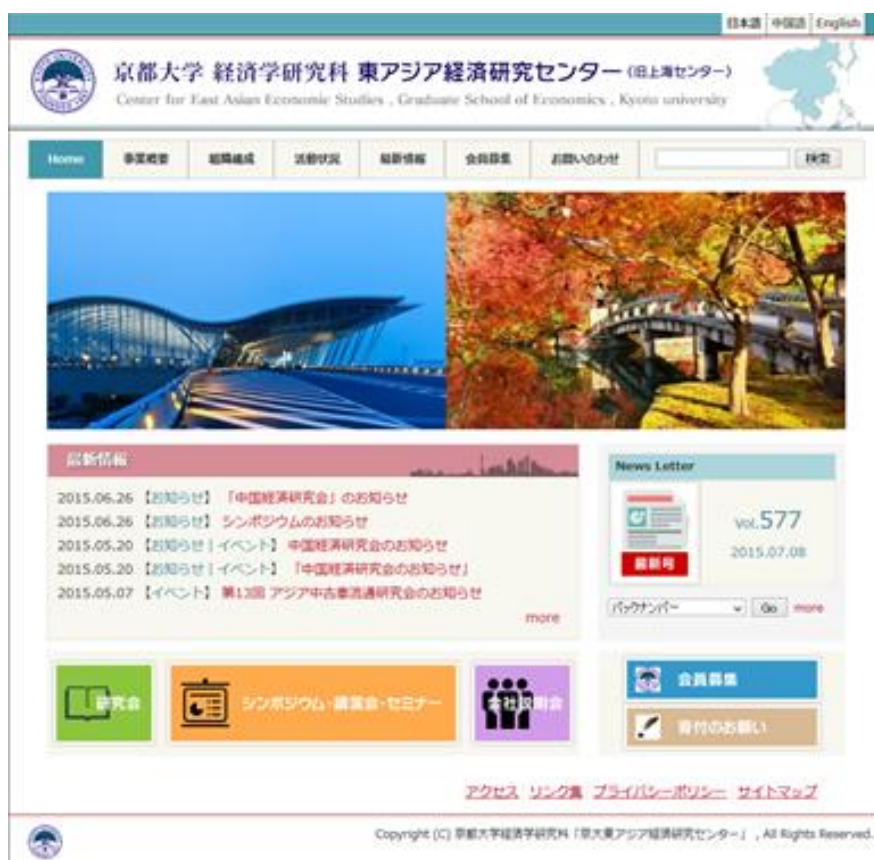 日本語 中国語 English
京都大学 経済学研究科 東アジア経済研究センター (旧上海センター)
Center for East Asian Economic Studies , Graduate School of Economics , Kyoto university
Home 事業概要 組織編成 活動状況 最新情報 会員募集 お問いのわせ 検索
最新情報
2015.06.26 【お知らせ】 「中国経済研究会」のお知らせ
2015.06.26 【お知らせ】 シンポジウムのお知らせ
2015.05.20 【お知らせ | イベント】 中国経済研究会のお知らせ
2015.05.20 【お知らせ | イベント】 「中国経済研究会のお知らせ」
2015.05.07 【イベント】 第13回 アジア中古車流通研究会のお知らせ
more
News Letter
最新号
Vol.577
2015.07.08
バックナンバー Go more
研究会
シンポジウム・講演会・セミナー
会社説明会
会員募集
寄付のお願い
アクセス リンク集 プライバシーポリシー サイトマップ
Copyright (C) 京都大学経済学研究科「京大東アジア経済研究センター」 , All Rights Reserved.